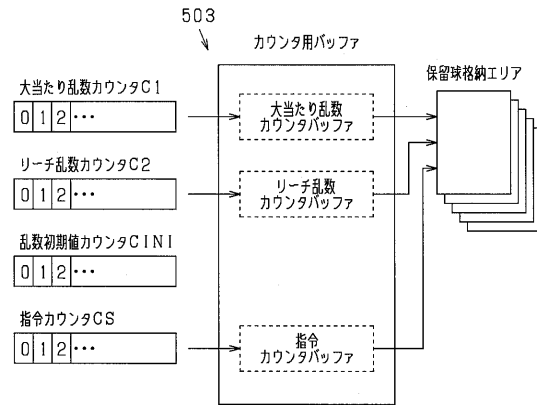 503
カウンタ用バッファ
保留球格納エリア
大当たり乱数カウンタC1
0 1 2 ･･･
大当たり乱数
カウンタバッファ
リーチ乱数カウンタC2
0 1 2 ･･･
リーチ乱数
カウンタバッファ
乱数初期値カウンタCINI
0 1 2 ･･･
指令カウンタCS
0 1 2 ･･･
指令
カウンタバッファ